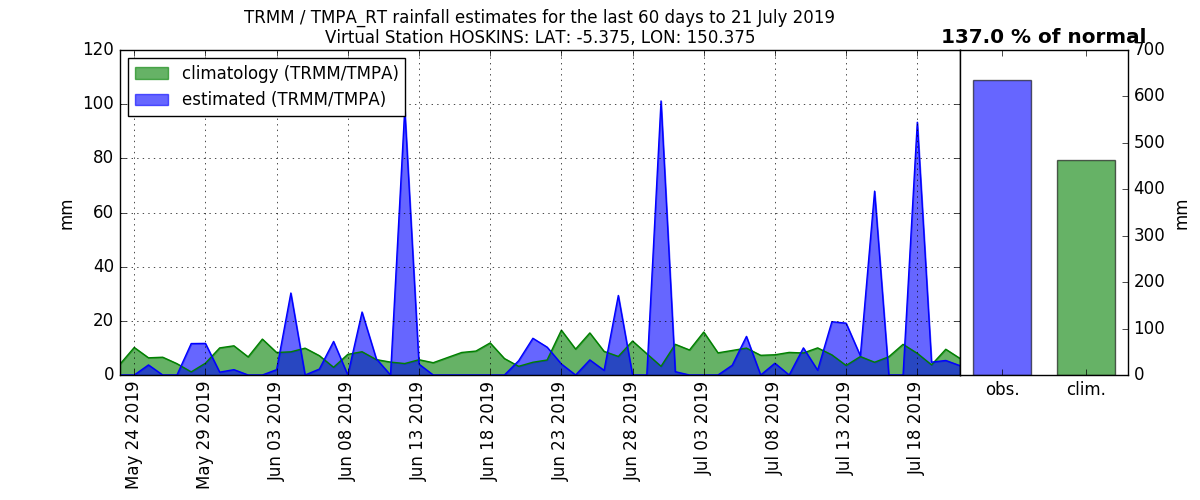 TRMM / TMPA_RT rainfall estimates for the last 60 days to 21 July 2019
Virtual Station HOSKINS: LAT: -5.375, LON: 150.375
137.0 % of normal
climatology (TRMM/TMPA)
estimated (TRMM/TMPA)
mm
120
100
80
60
40
20
0
May 24 2019
May 29 2019
Jun 03 2019
Jun 08 2019
Jun 13 2019
Jun 18 2019
Jun 23 2019
Jun 28 2019
Jul 03 2019
Jul 08 2019
Jul 13 2019
Jul 18 2019
obs.
clim.
700
600
500
400
300
200
100
0
mm